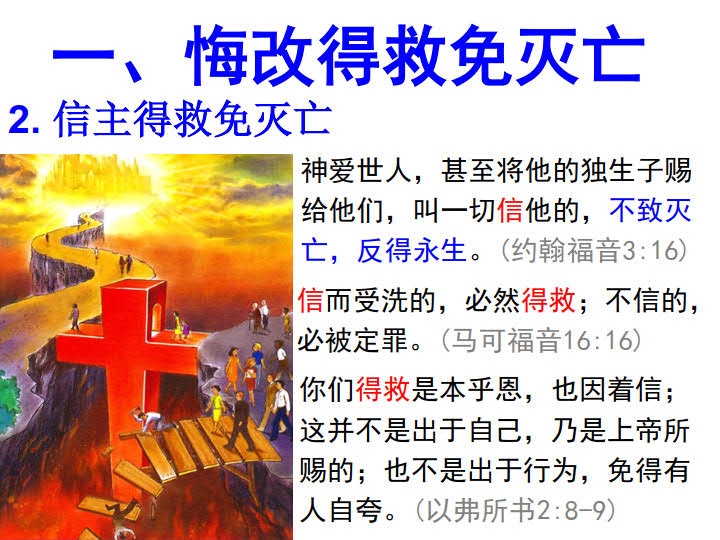 一、悔改得救免灭亡
2. 信主得救免灭亡
神爱世人，甚至将他的独生子赐
给他们，叫一切信他的，不致灭
亡，反得永生。(约翰福音3:16)
信而受洗的，必然得救；不信的，
必被定罪。(马可福音16:16)
你们得救是本乎恩，也因着信；
这并不是出于自己，乃是上帝所
赐的；也不是出于行为，免得有
人自夸。(以弗所书2:8-9)